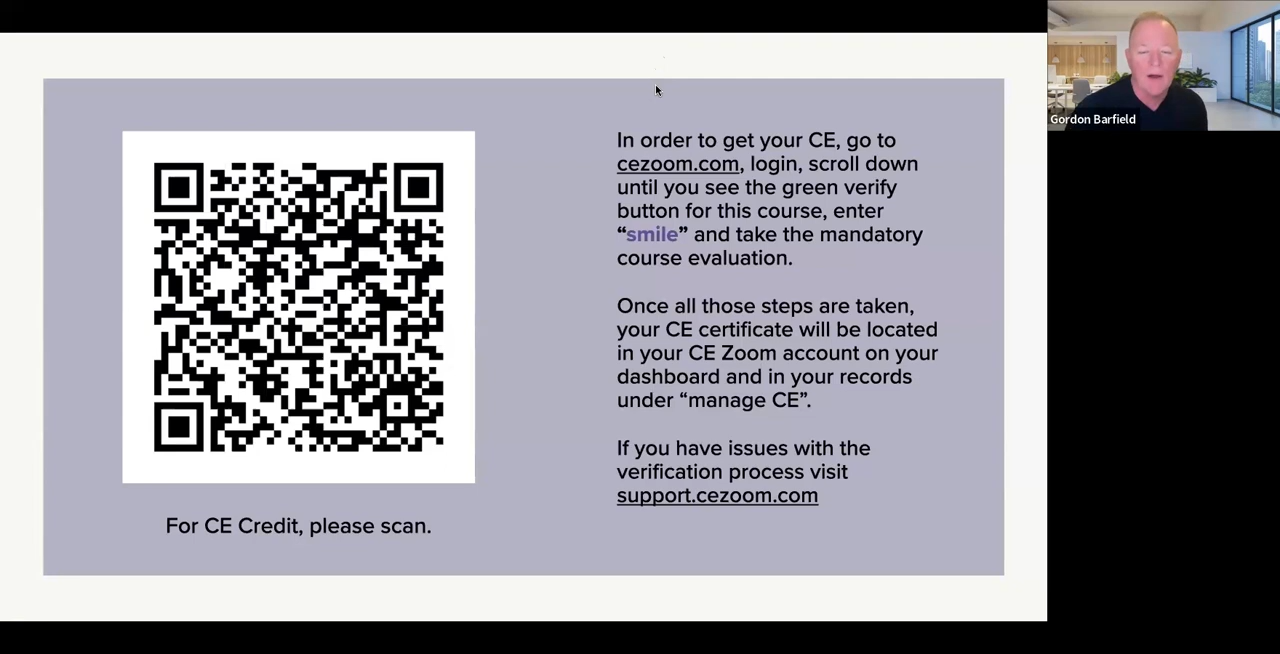 Gordon Barfield
In order to get your CE, go to
cezoom.com, login, scroll down
until you see the green verify
button for this course, enter
“smile” and take the mandatory
course evaluation.
Once all those steps are taken,
your CE certificate will be located
in your CE Zoom account on your
dashboard and in your records
under “manage CE”.
If you have issues with the
verification process visit
support.cezoom.com
For CE Credit, please scan.